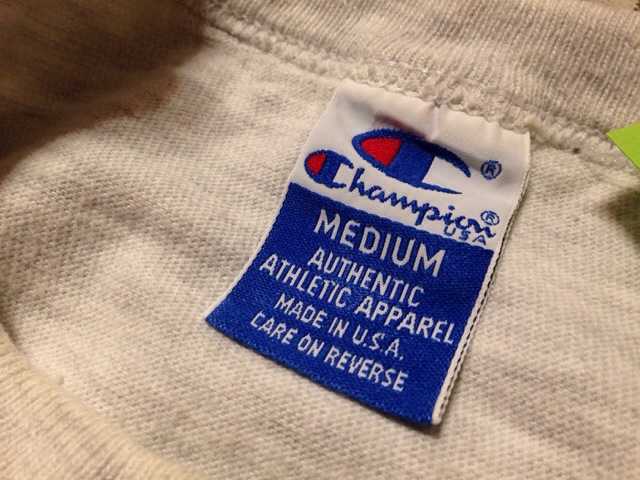 ®
Champion®
USA
MEDIUM
AUTHENTIC
ATHLETIC APPAREL
MADE IN U.S.A.
CARE ON REVERSE